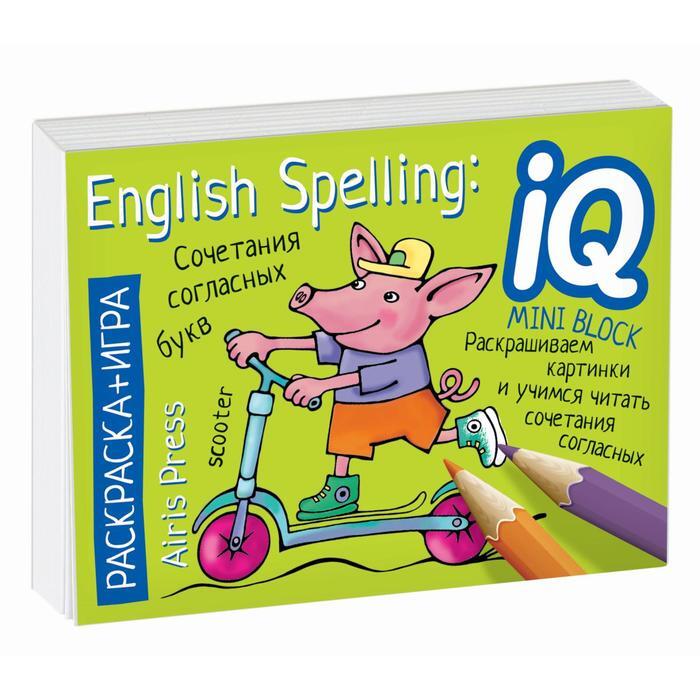 English Spelling:
Сочетания
согласных
букв
iQ
MINI BLOCK
Раскрашиваем
картинки
и учимся читать
сочетания
согласных
РАСКРАСКА+ИГРА
Airis Press
scooter